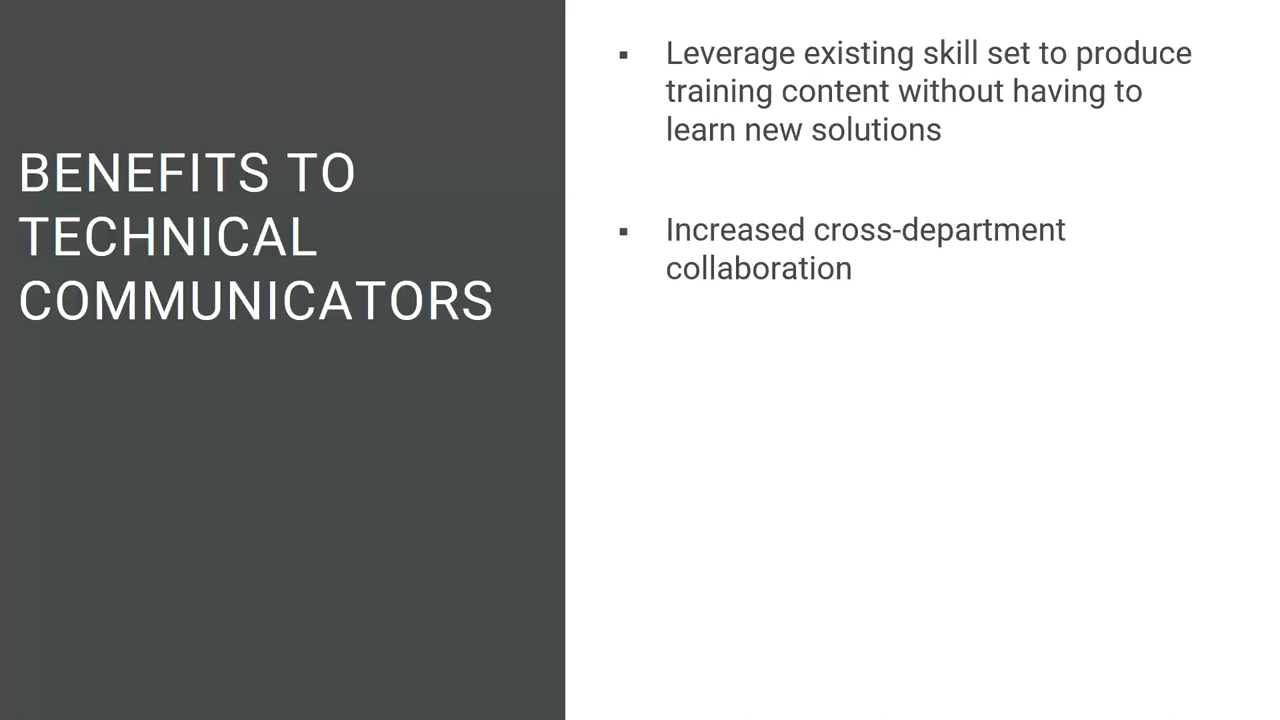 BENEFITS TO
TECHNICAL
COMMUNICATORS
▪ Leverage existing skill set to produce
training content without having to
learn new solutions
▪ Increased cross-department
collaboration